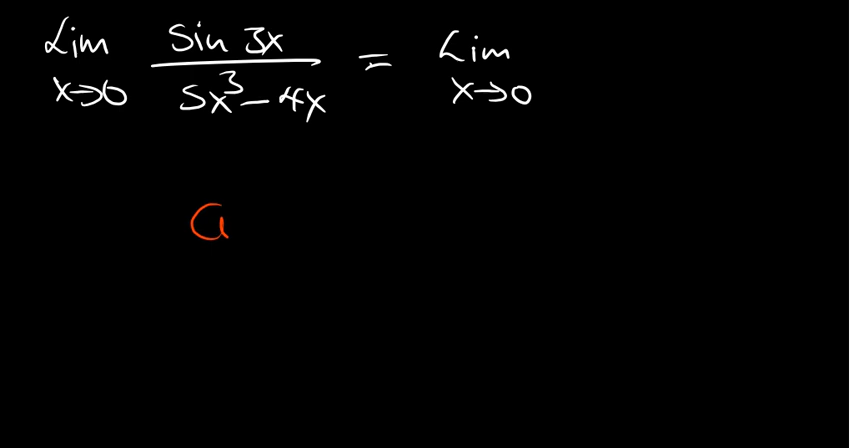 Lim x→0 sin 3x / 5x³ − 4x = Lim x→0
a